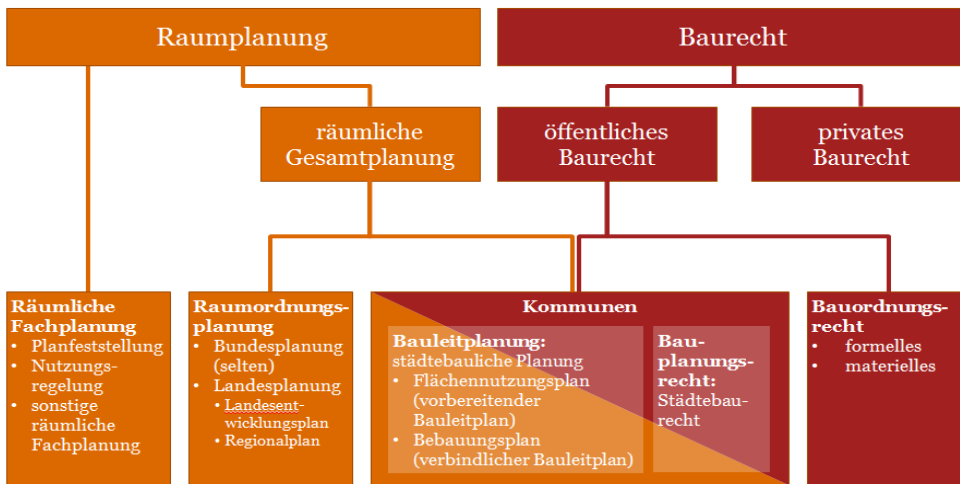 Raumplanung
Baurecht
räumliche
Gesamtplanung
öffentliches
Baurecht
privates
Baurecht
Räumliche
Fachplanung
• Planfeststellung
• Nutzungs-
regelung
• sonstige
räumliche
Fachplanung
Raumordnungs-
planung
• Bundesplanung
(selten)
• Landesplanung
• Landesent-
wicklungsplan
• Regionalplan
Kommunen
Bauleitplanung:
städtebauliche Planung
• Flächennutzungsplan
(vorbereitender
Bauleitplan)
• Bebauungsplan
(verbindlicher Bauleitplan)
Bau-
planungs-
recht:
Städtebau-
recht
Bauordnungs-
recht
• formelles
• materielles